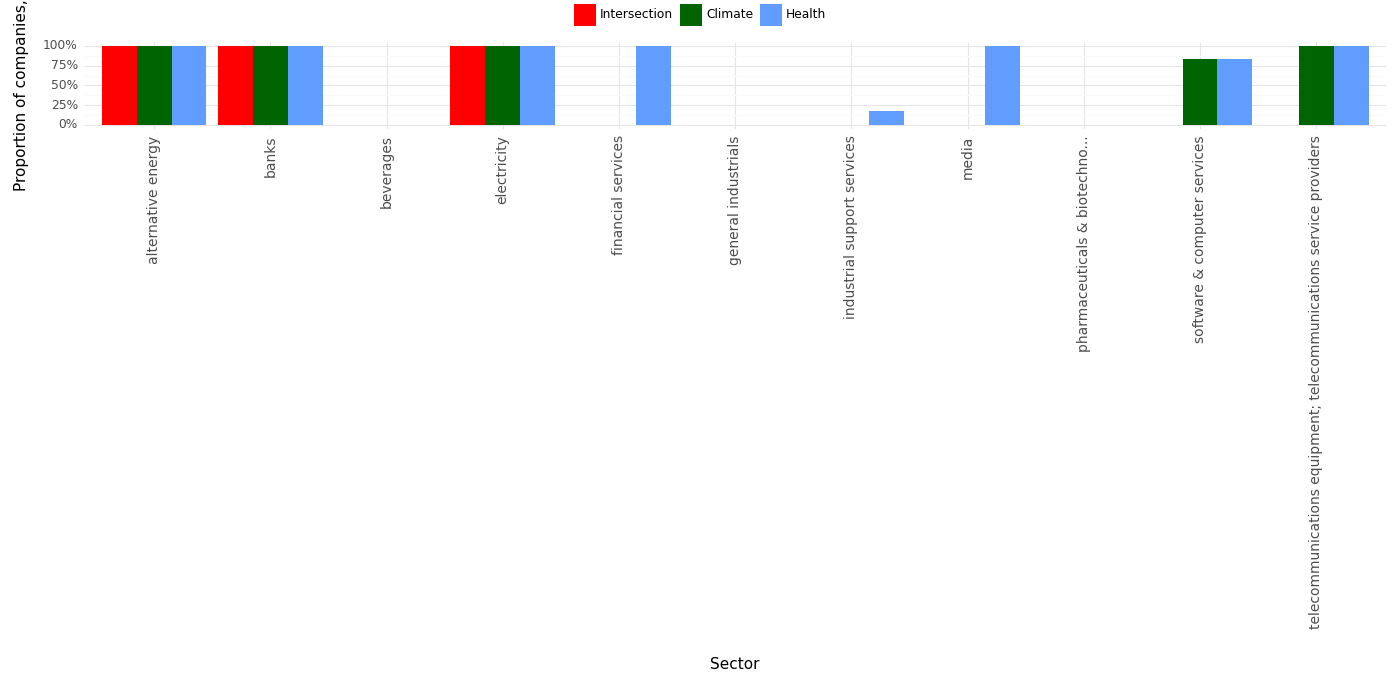 Intersection Climate Health
Proportion of companies,
100%
75%
50%
25%
0%
alternative energy
banks
beverages
electricity
financial services
general industrials
industrial support services
media
pharmaceuticals & biotechno...
software & computer services
telecommunications equipment; telecommunications service providers
Sector